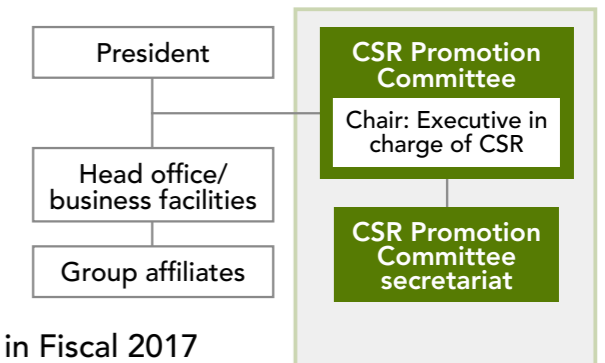 President
CSR Promotion
Committee
Chair: Executive in
charge of CSR
Head office/
business facilities
CSR Promotion
Committee
secretariat
Group affiliates
in Fiscal 2017